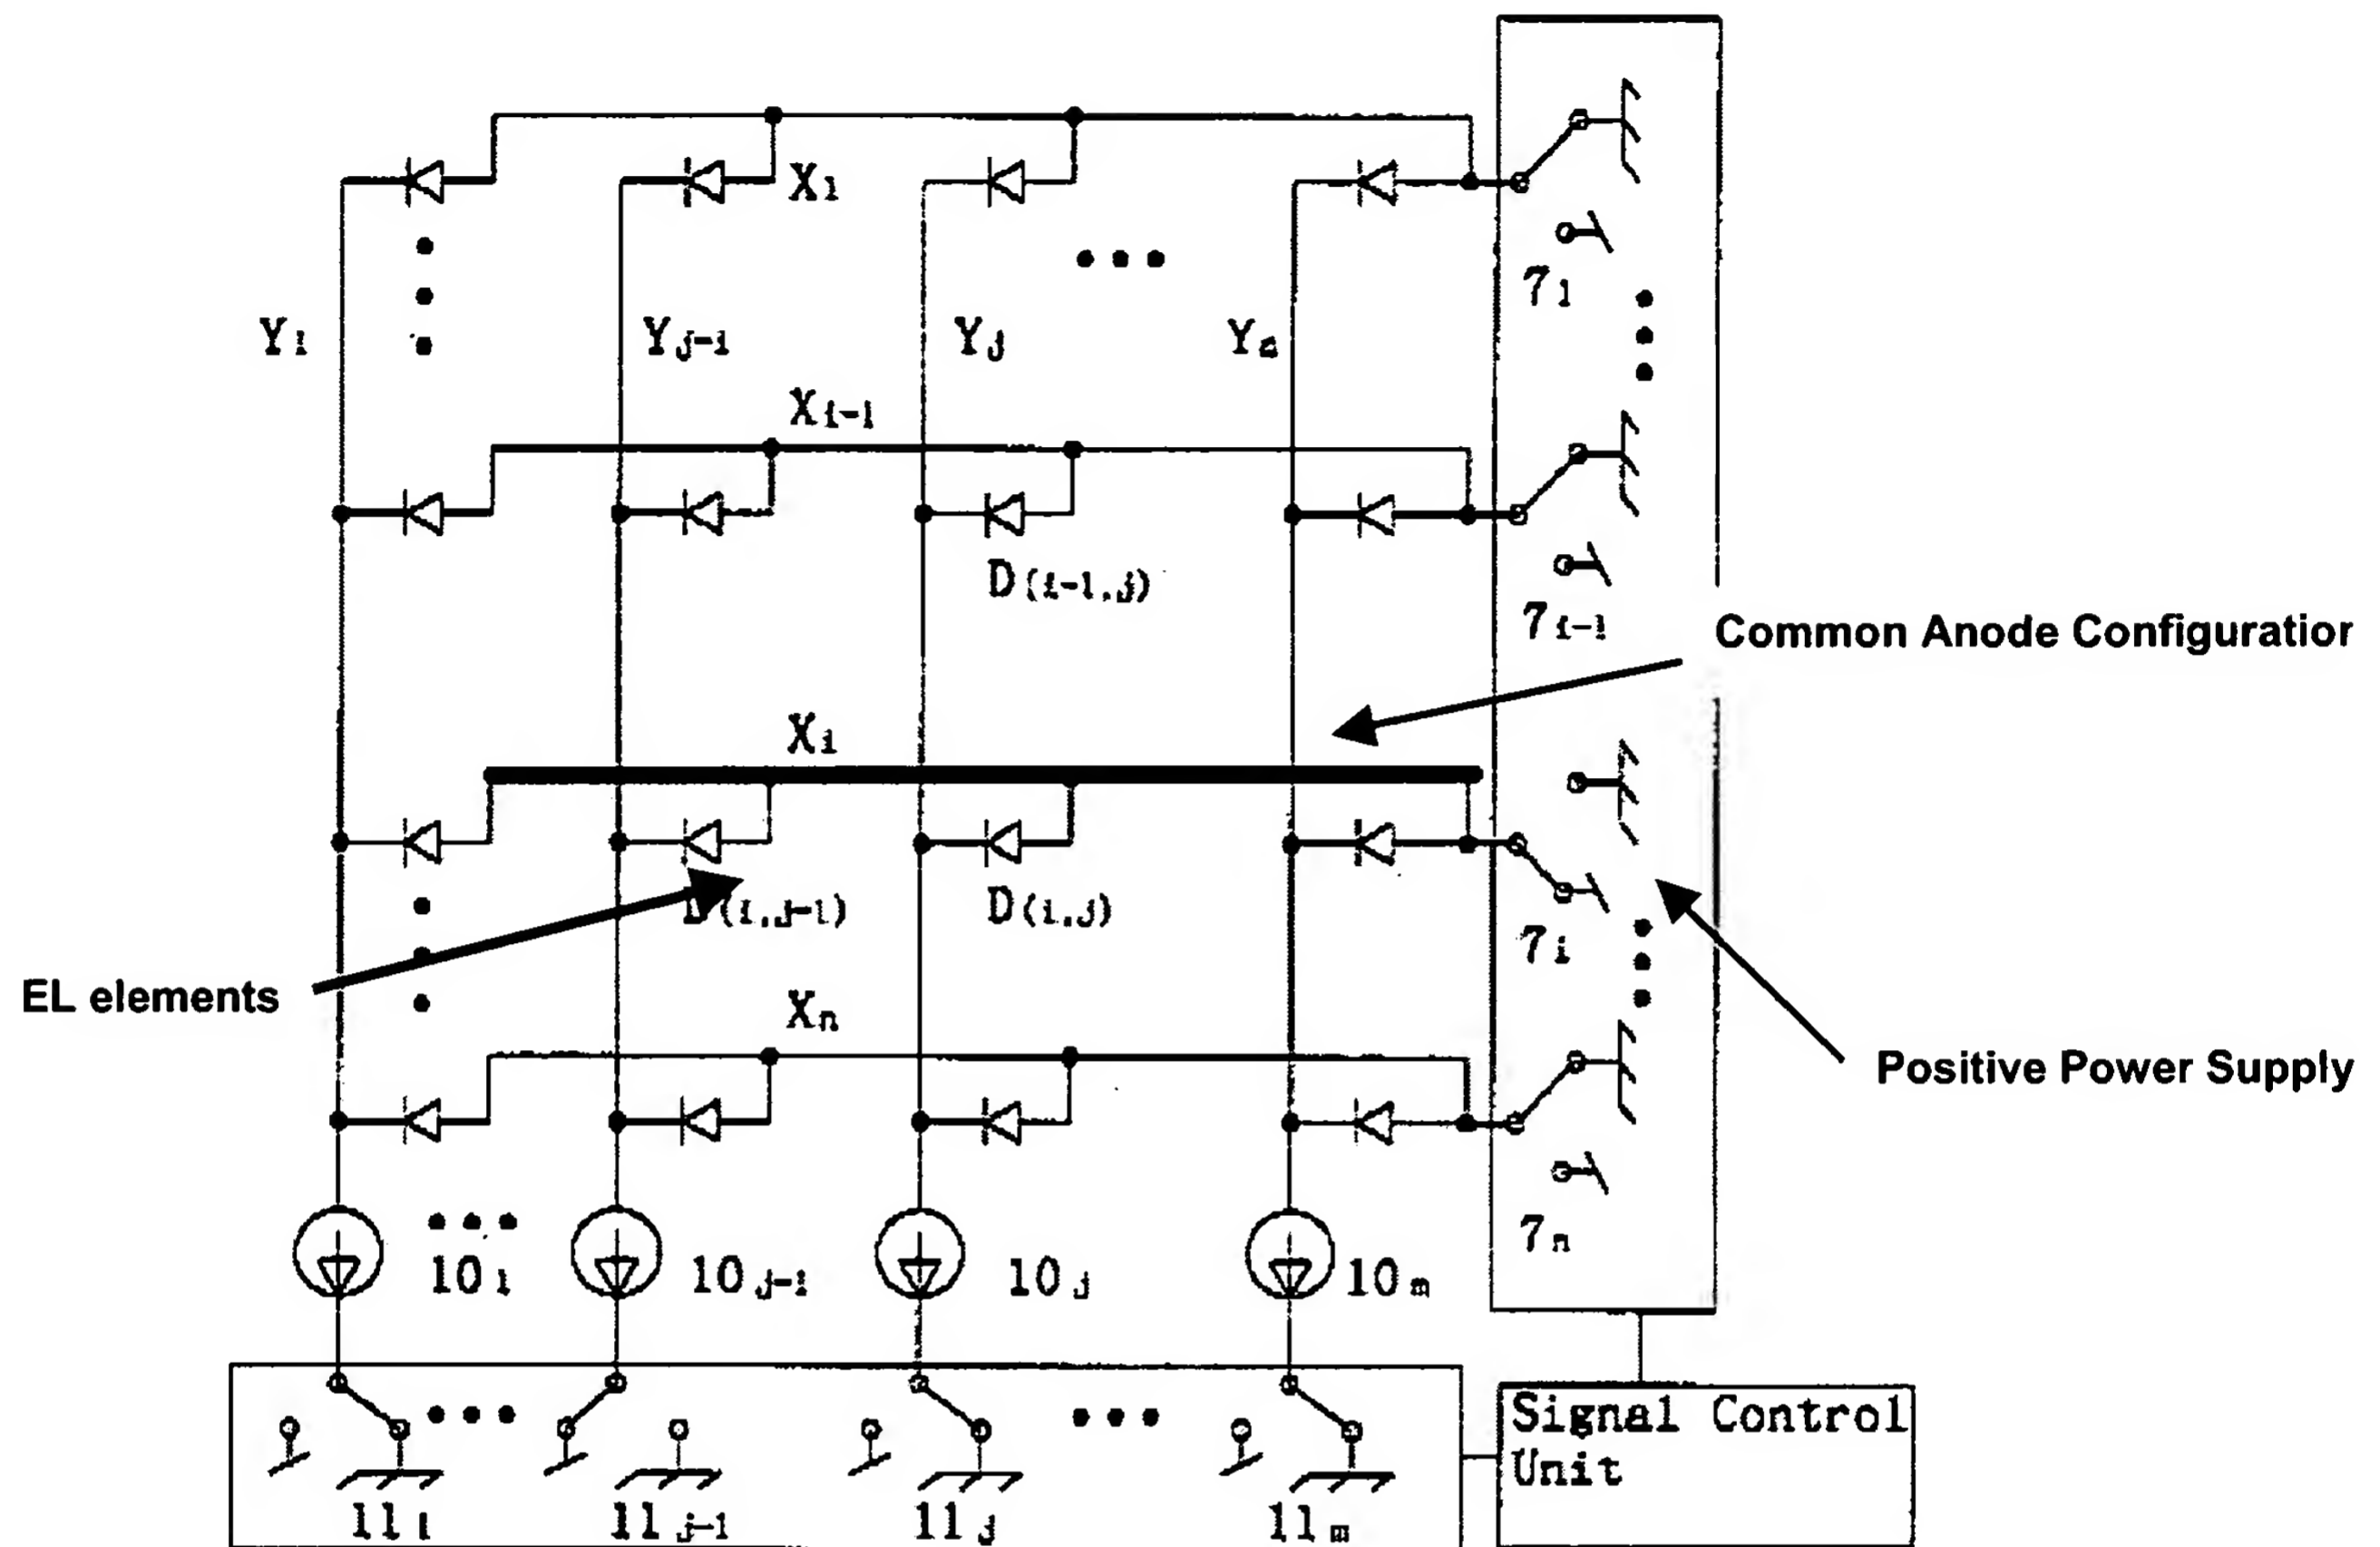 X1
71
Y1
Yj-1
Yj
Xi-1
D(i-1,j)
7i-1
Common Anode Configuratior
Xi
D(i,j-1)
D(i,j)
7i
EL elements
Xn
Positive Power Supply
7n
101
10j-1
10j
10m
Signal Control
Unit
111
11j-1
11j
11m